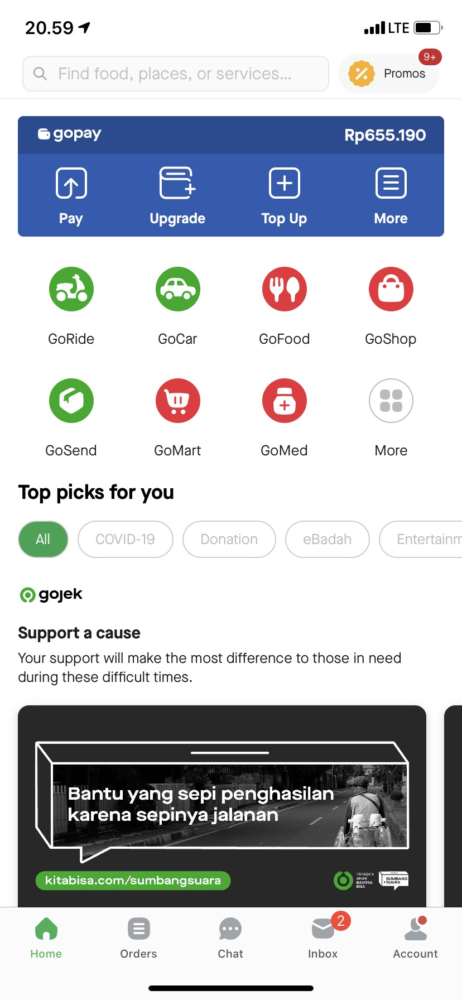 20.59
LTE
Find food, places, or services...
Promos
9+
gopay
Rp655.190
Pay
Upgrade
Top Up
More
GoRide
GoCar
GoFood
GoShop
GoSend
GoMart
GoMed
More
Top picks for you
All
COVID-19
Donation
eBadah
Entertainm
gojek
Support a cause
Your support will make the most difference to those in need
during these difficult times.
Bantu yang sepi penghasilan
karena sepinya jalanan
kitabisa.com/sumbangsuara
YAYASAN
ANAK
BANGSA
BISA
SUMBANG
+SUARA
Home
Orders
Chat
Inbox
2
Account